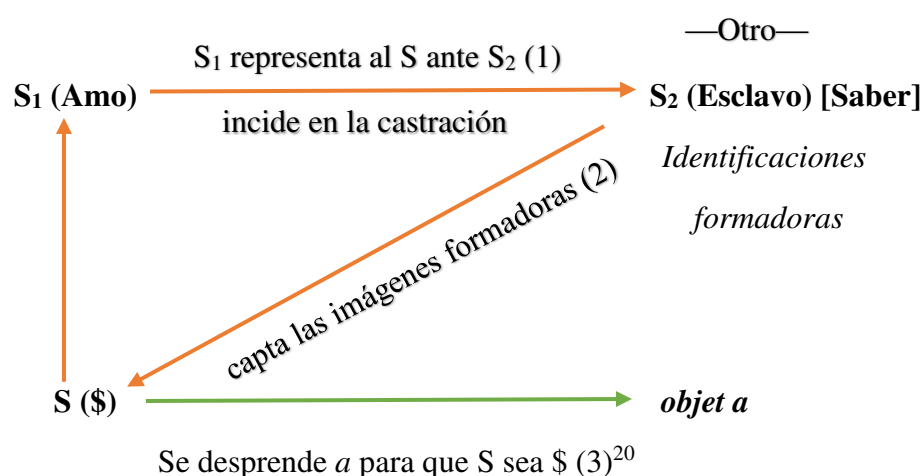 —Otro—
S₁ representa al S ante S₂ (1)
S₁ (Amo)
S₂ (Esclavo) [Saber]
incide en la castración
Identificaciones
formadoras
capta las imágenes formadoras (2)
S ($)
objet a
Se desprende a para que S sea $ (3)²⁰